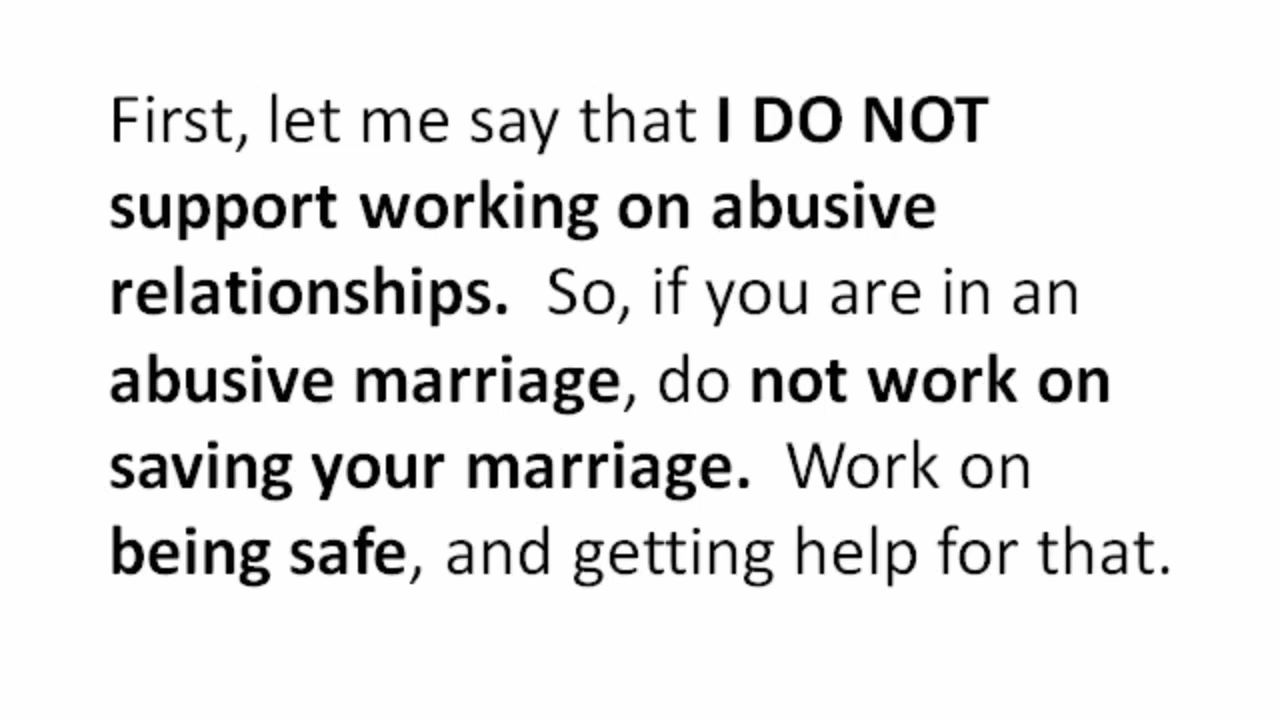 First, let me say that I DO NOT
support working on abusive
relationships.  So, if you are in an
abusive marriage, do not work on
saving your marriage.  Work on
being safe, and getting help for that.